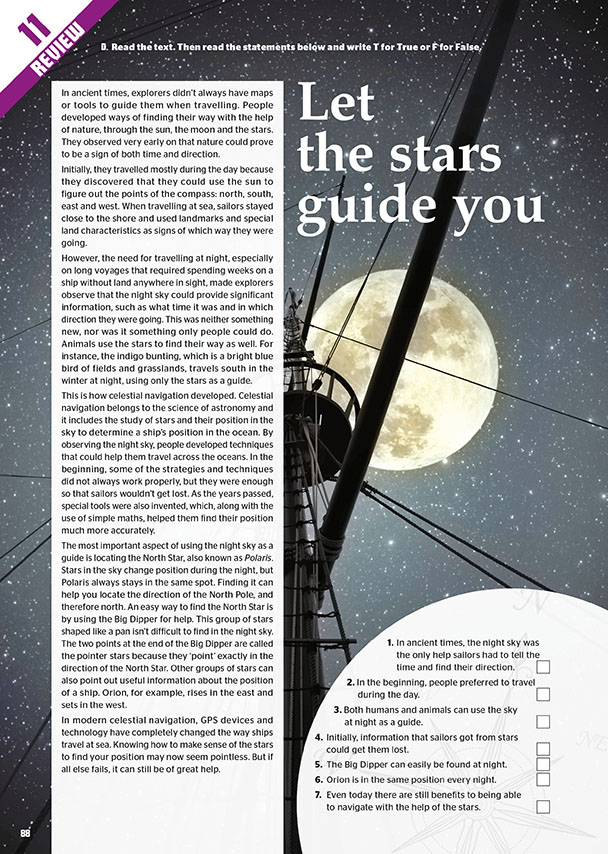 11
REVIEW
D. Read the text. Then read the statements below and write T for True or F for False.
Let
the stars
guide you
In ancient times, explorers didn't always have maps
or tools to guide them when travelling. People
developed ways of finding their way with the help
of nature, through the sun, the moon and the stars.
They observed very early on that nature could prove
to be a sign of both time and direction.
Initially, they travelled mostly during the day because
they discovered that they could use the sun to
figure out the points of the compass: north, south,
east and west. When travelling at sea, sailors stayed
close to the shore and used landmarks and special
land characteristics as signs of which way they were
going.
However, the need for travelling at night, especially
on long voyages that required spending weeks on a
ship without land anywhere in sight, made explorers
observe that the night sky could provide significant
information, such as what time it was and in which
direction they were going. This was neither something
new, nor was it something only people could do.
Animals use the stars to find their way as well. For
instance, the indigo bunting, which is a bright blue
bird of fields and grasslands, travels south in the
winter at night, using only the stars as a guide.
This is how celestial navigation developed. Celestial
navigation belongs to the science of astronomy and
it includes the study of stars and their position in the
sky to determine a ship's position in the ocean. By
observing the night sky, people developed techniques
that could help them travel across the oceans. In the
beginning, some of the strategies and techniques
did not always work properly, but they were enough
so that sailors wouldn't get lost. As the years passed,
special tools were also invented, which, along with the
use of simple maths, helped them find their position
much more accurately.
The most important aspect of using the night sky as a
guide is locating the North Star, also known as Polaris.
Stars in the sky change position during the night, but
Polaris always stays in the same spot. Finding it can
help you locate the direction of the North Pole, and
therefore north. An easy way to find the North Star is
by using the Big Dipper for help. This group of stars
shaped like a pan isn't difficult to find in the night sky.
The two points at the end of the Big Dipper are called
the pointer stars because they 'point' exactly in the
direction of the North Star. Other groups of stars can
also point out useful information about the position
of a ship. Orion, for example, rises in the east and
sets in the west.
In modern celestial navigation, GPS devices and
technology have completely changed the way ships
travel at sea. Knowing how to make sense of the stars
to find your position may now seem pointless. But if
all else fails, it can still be of great help.
1. In ancient times, the night sky was
the only help sailors had to tell the
time and find their direction.
2. In the beginning, people preferred to travel
during the day.
3. Both humans and animals can use the sky
at night as a guide.
4. Initially, information that sailors got from stars
could get them lost.
5. The Big Dipper can easily be found at night.
6. Orion is in the same position every night.
7. Even today there are still benefits to being able
to navigate with the help of the stars.
N
NE
88